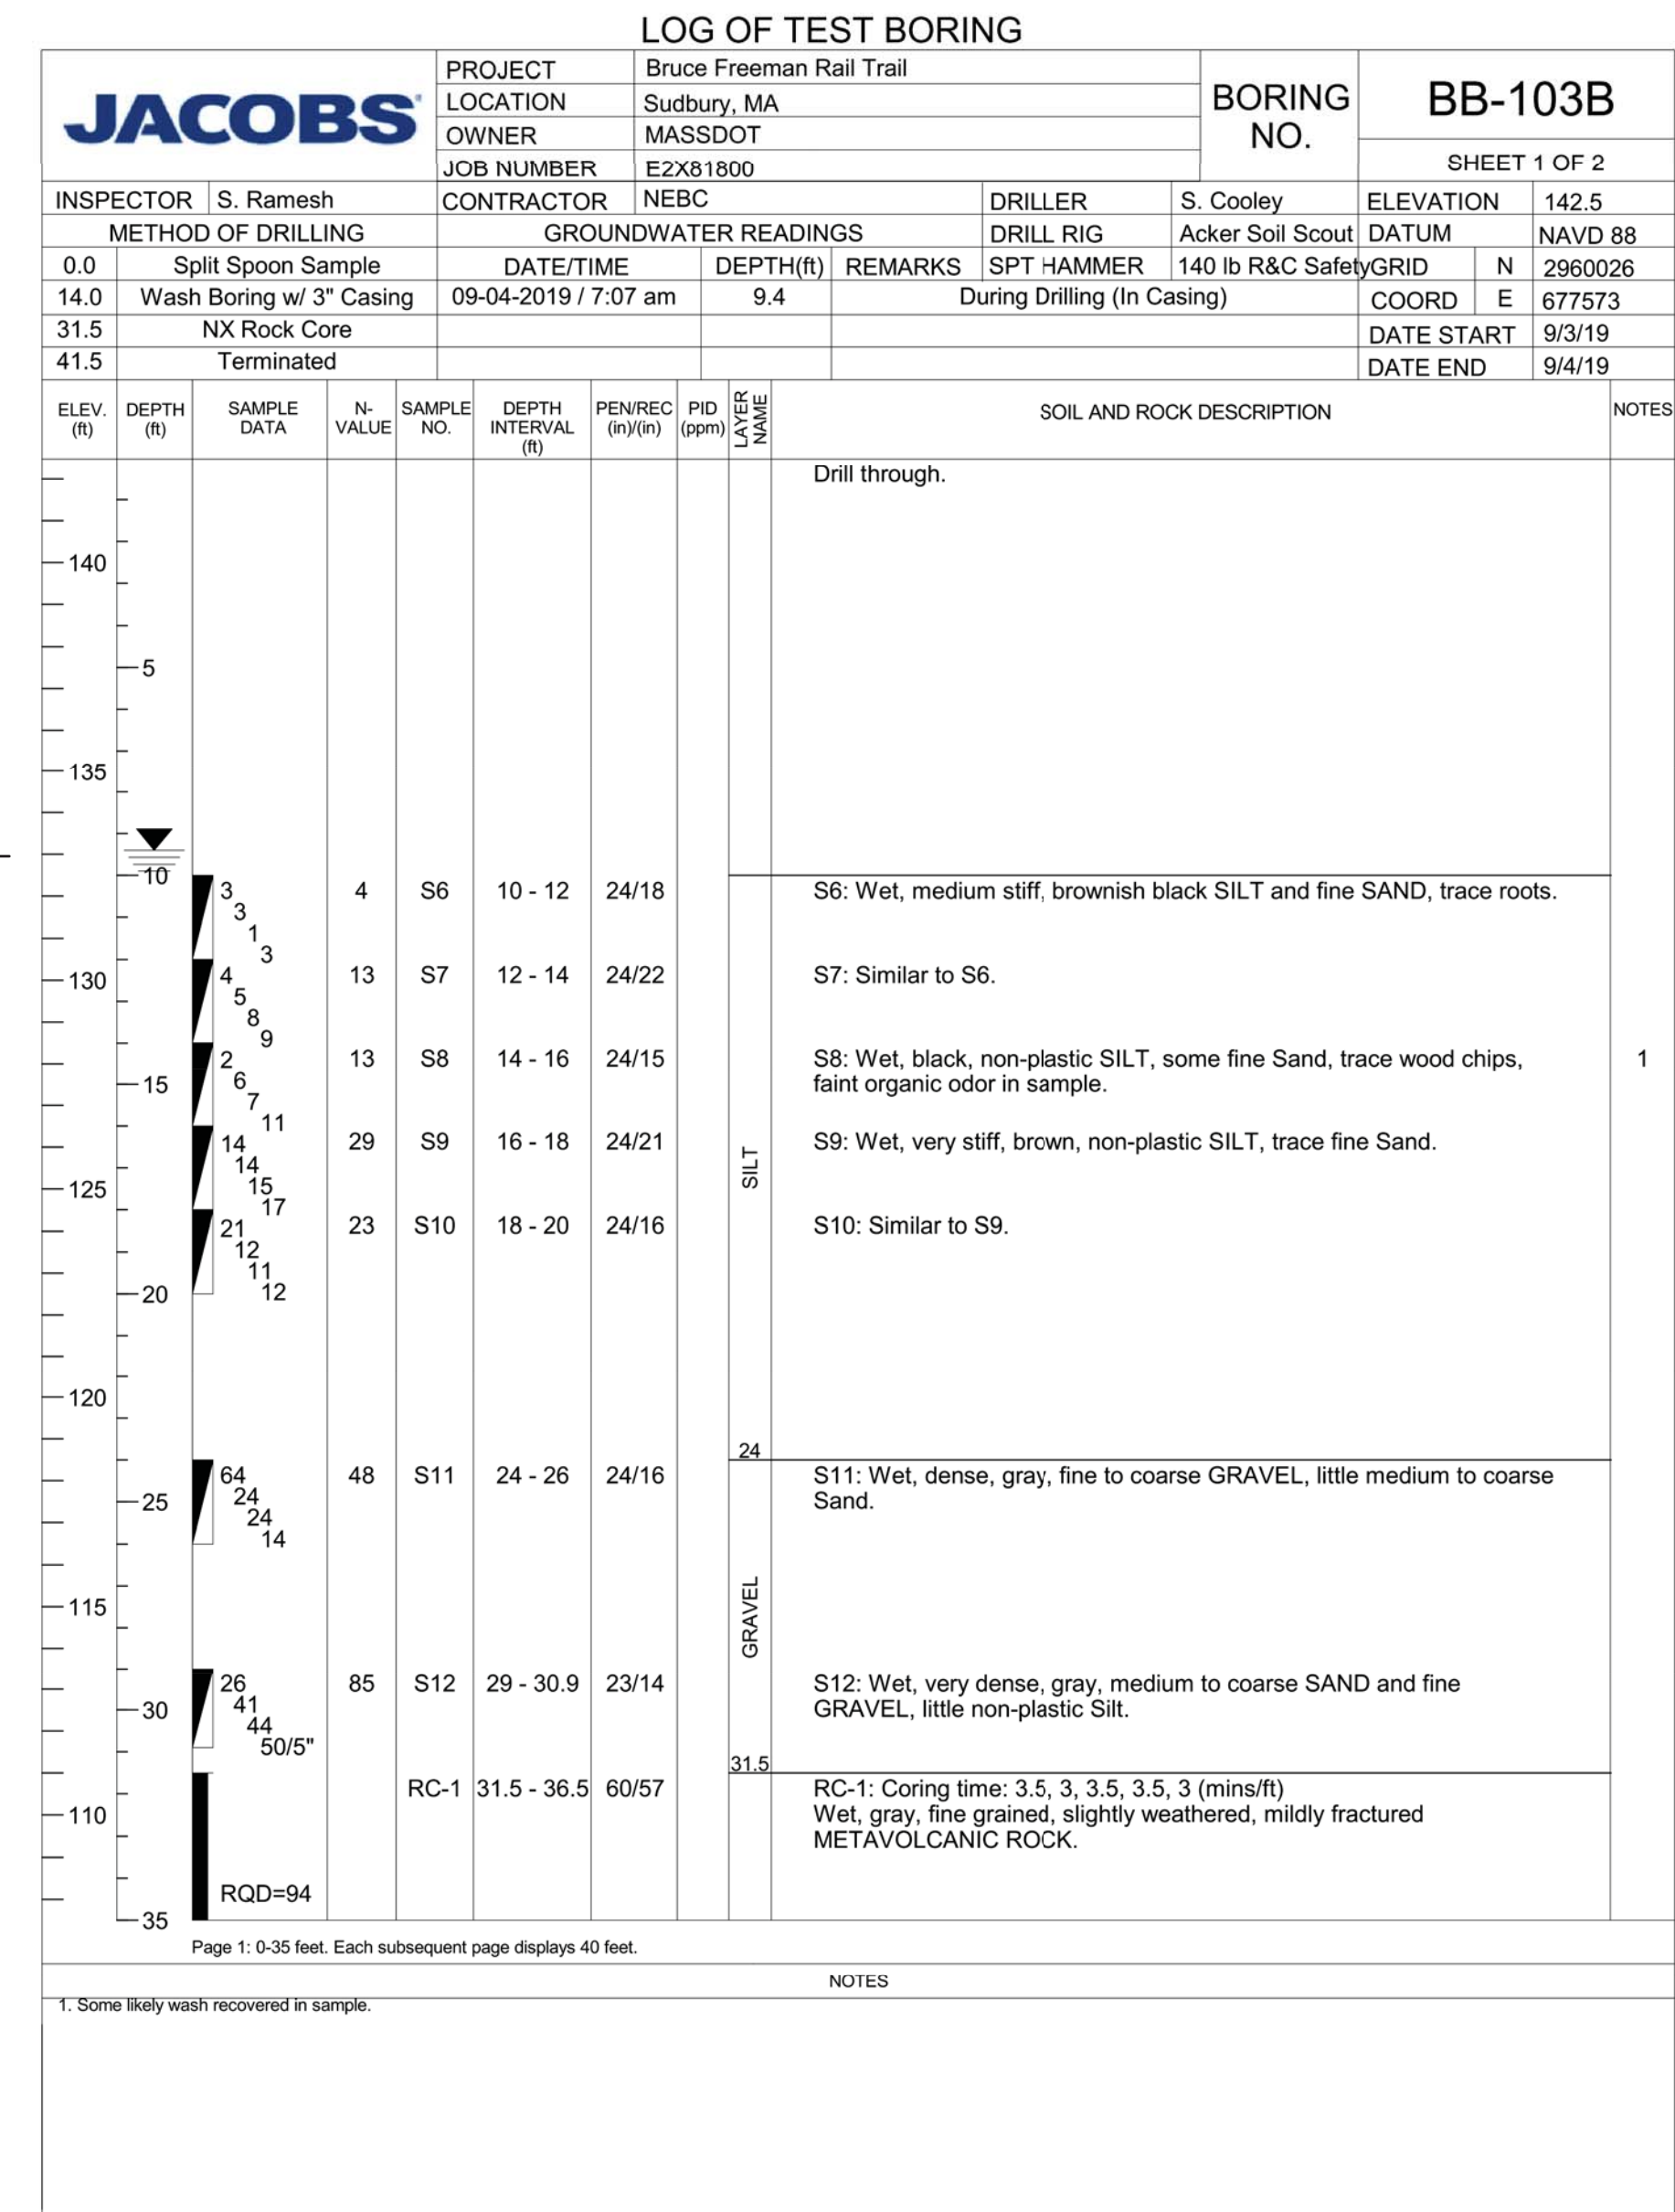 LOG OF TEST BORING
JACOBS
PROJECT Bruce Freeman Rail Trail
LOCATION Sudbury, MA
OWNER MASSDOT
JOB NUMBER E2X81800
BORING NO.
BB-103B
SHEET 1 OF 2
INSPECTOR S. Ramesh CONTRACTOR NEBC DRILLER S. Cooley ELEVATION 142.5
METHOD OF DRILLING GROUNDWATER READINGS DRILL RIG Acker Soil Scout DATUM NAVD 88
0.0 Split Spoon Sample DATE/TIME DEPTH(ft) REMARKS SPT HAMMER 140 lb R&C Safety GRID N 2960026
14.0 Wash Boring w/ 3" Casing 09-04-2019 / 7:07 am 9.4 During Drilling (In Casing) COORD E 677573
31.5 NX Rock Core DATE START 9/3/19
41.5 Terminated DATE END 9/4/19
ELEV. (ft) DEPTH (ft) SAMPLE DATA N-VALUE SAMPLE NO. DEPTH INTERVAL (ft) PEN/REC (in)/(in) PID (ppm) LAYER NAME SOIL AND ROCK DESCRIPTION NOTES
Drill through.
140
5
135
10
3 4 S6 10 - 12 24/18 S6: Wet, medium stiff, brownish black SILT and fine SAND, trace roots.
3
1
3
130 4 13 S7 12 - 14 24/22 S7: Similar to S6.
5
8
9
2 13 S8 14 - 16 24/15 S8: Wet, black, non-plastic SILT, some fine Sand, trace wood chips, 1
15 6 faint organic odor in sample.
7
11
14 29 S9 16 - 18 24/21 S9: Wet, very stiff, brown, non-plastic SILT, trace fine Sand.
14
SILT
125 15
17
21 23 S10 18 - 20 24/16 S10: Similar to S9.
12
11
20 12
120
24
64 48 S11 24 - 26 24/16 S11: Wet, dense, gray, fine to coarse GRAVEL, little medium to coarse
25 24 Sand.
24
14
115
GRAVEL
26 85 S12 29 - 30.9 23/14 S12: Wet, very dense, gray, medium to coarse SAND and fine
30 41 GRAVEL, little non-plastic Silt.
44
50/5"
31.5
RC-1 31.5 - 36.5 60/57 RC-1: Coring time: 3.5, 3, 3.5, 3.5, 3 (mins/ft)
110 Wet, gray, fine grained, slightly weathered, mildly fractured
METAVOLCANIC ROCK.
RQD=94
35
Page 1: 0-35 feet. Each subsequent page displays 40 feet.
NOTES
1. Some likely wash recovered in sample.